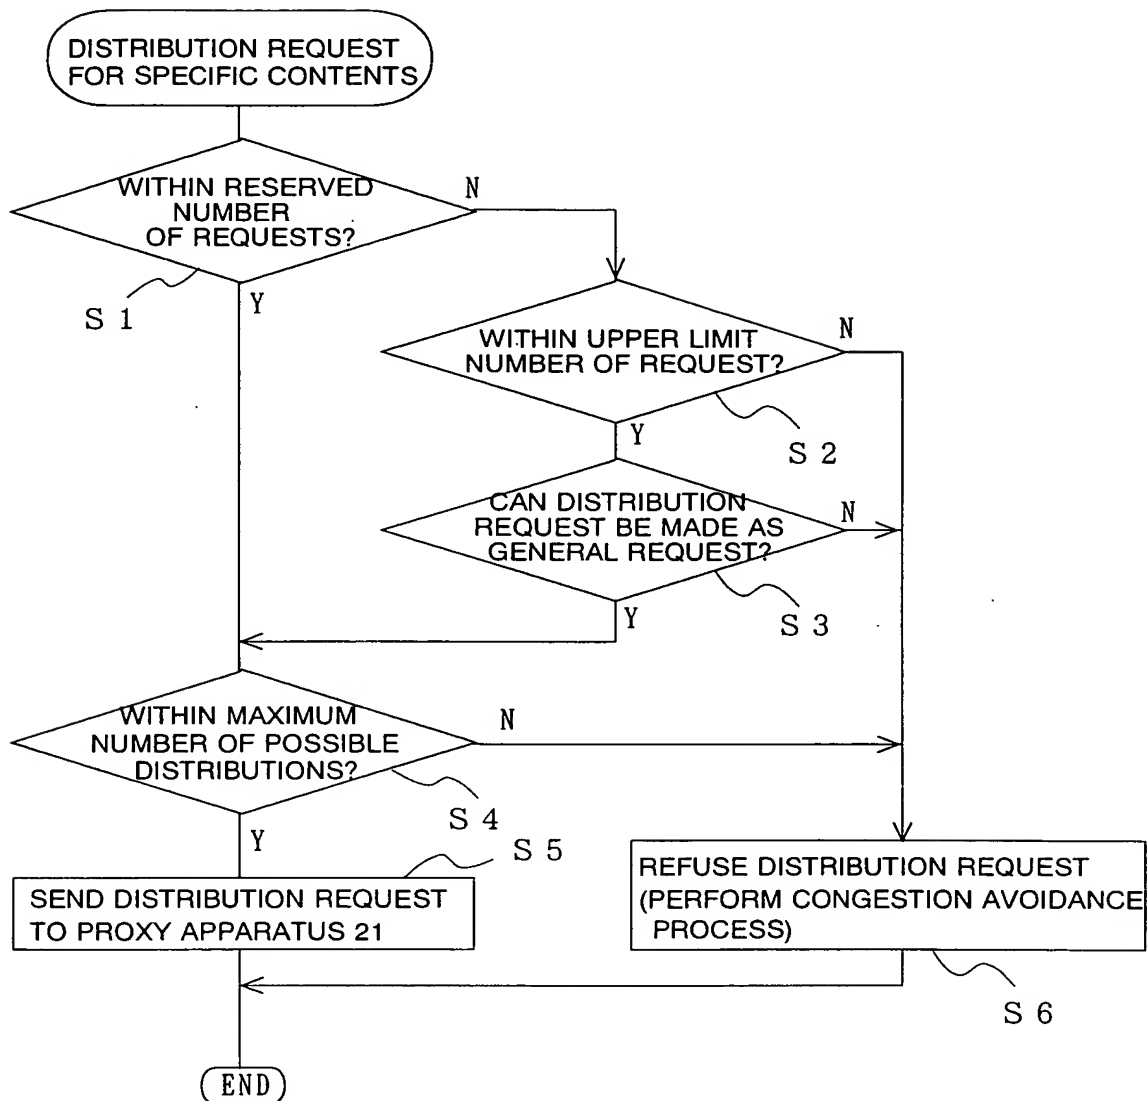 DISTRIBUTION REQUEST
FOR SPECIFIC CONTENTS
WITHIN RESERVED
NUMBER
OF REQUESTS?
N
S 1
Y
WITHIN UPPER LIMIT
NUMBER OF REQUEST?
N
S 2
Y
CAN DISTRIBUTION
REQUEST BE MADE AS
GENERAL REQUEST?
N
S 3
Y
WITHIN MAXIMUM
NUMBER OF POSSIBLE
DISTRIBUTIONS?
N
S 4
Y
S 5
SEND DISTRIBUTION REQUEST
TO PROXY APPARATUS 21
REFUSE DISTRIBUTION REQUEST
(PERFORM CONGESTION AVOIDANCE
PROCESS)
S 6
END